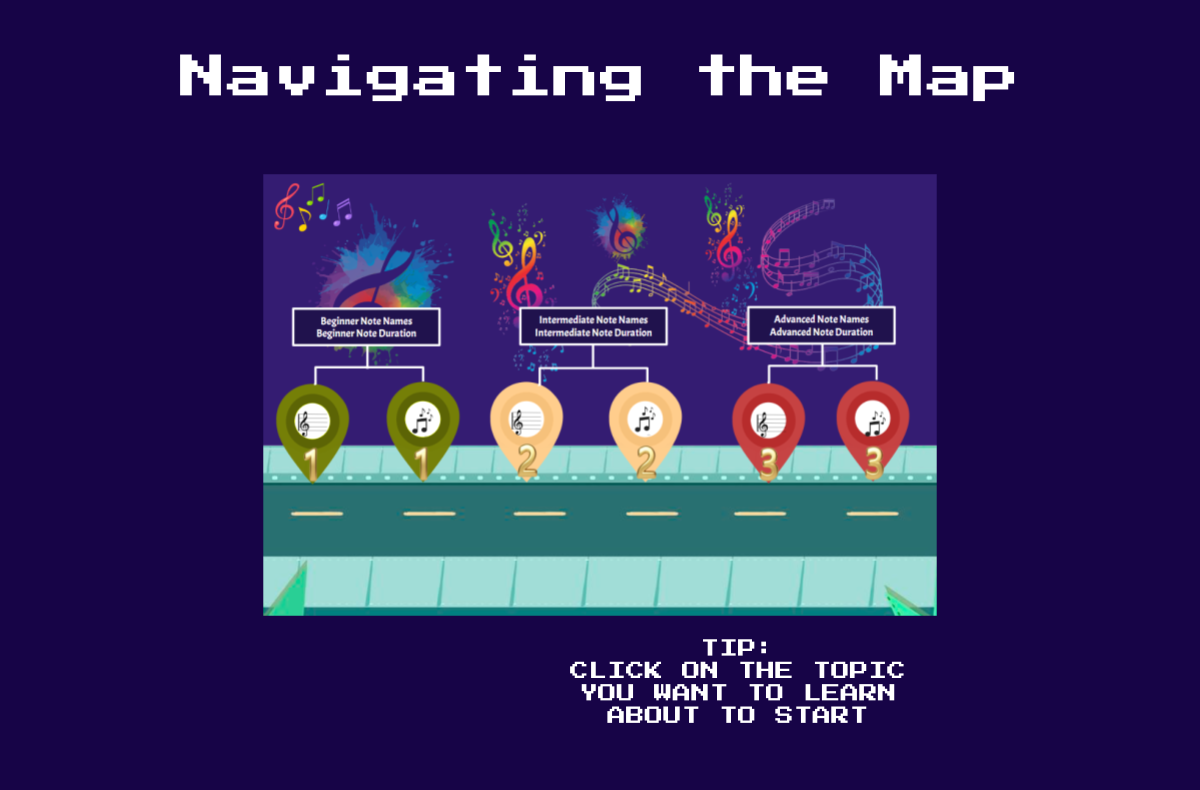 Navigating the Map
Beginner Note Names
Beginner Note Duration
Intermediate Note Names
Intermediate Note Duration
Advanced Note Names
Advanced Note Duration
1
1
2
2
3
3
TIP:
CLICK ON THE TOPIC
YOU WANT TO LEARN
ABOUT TO START